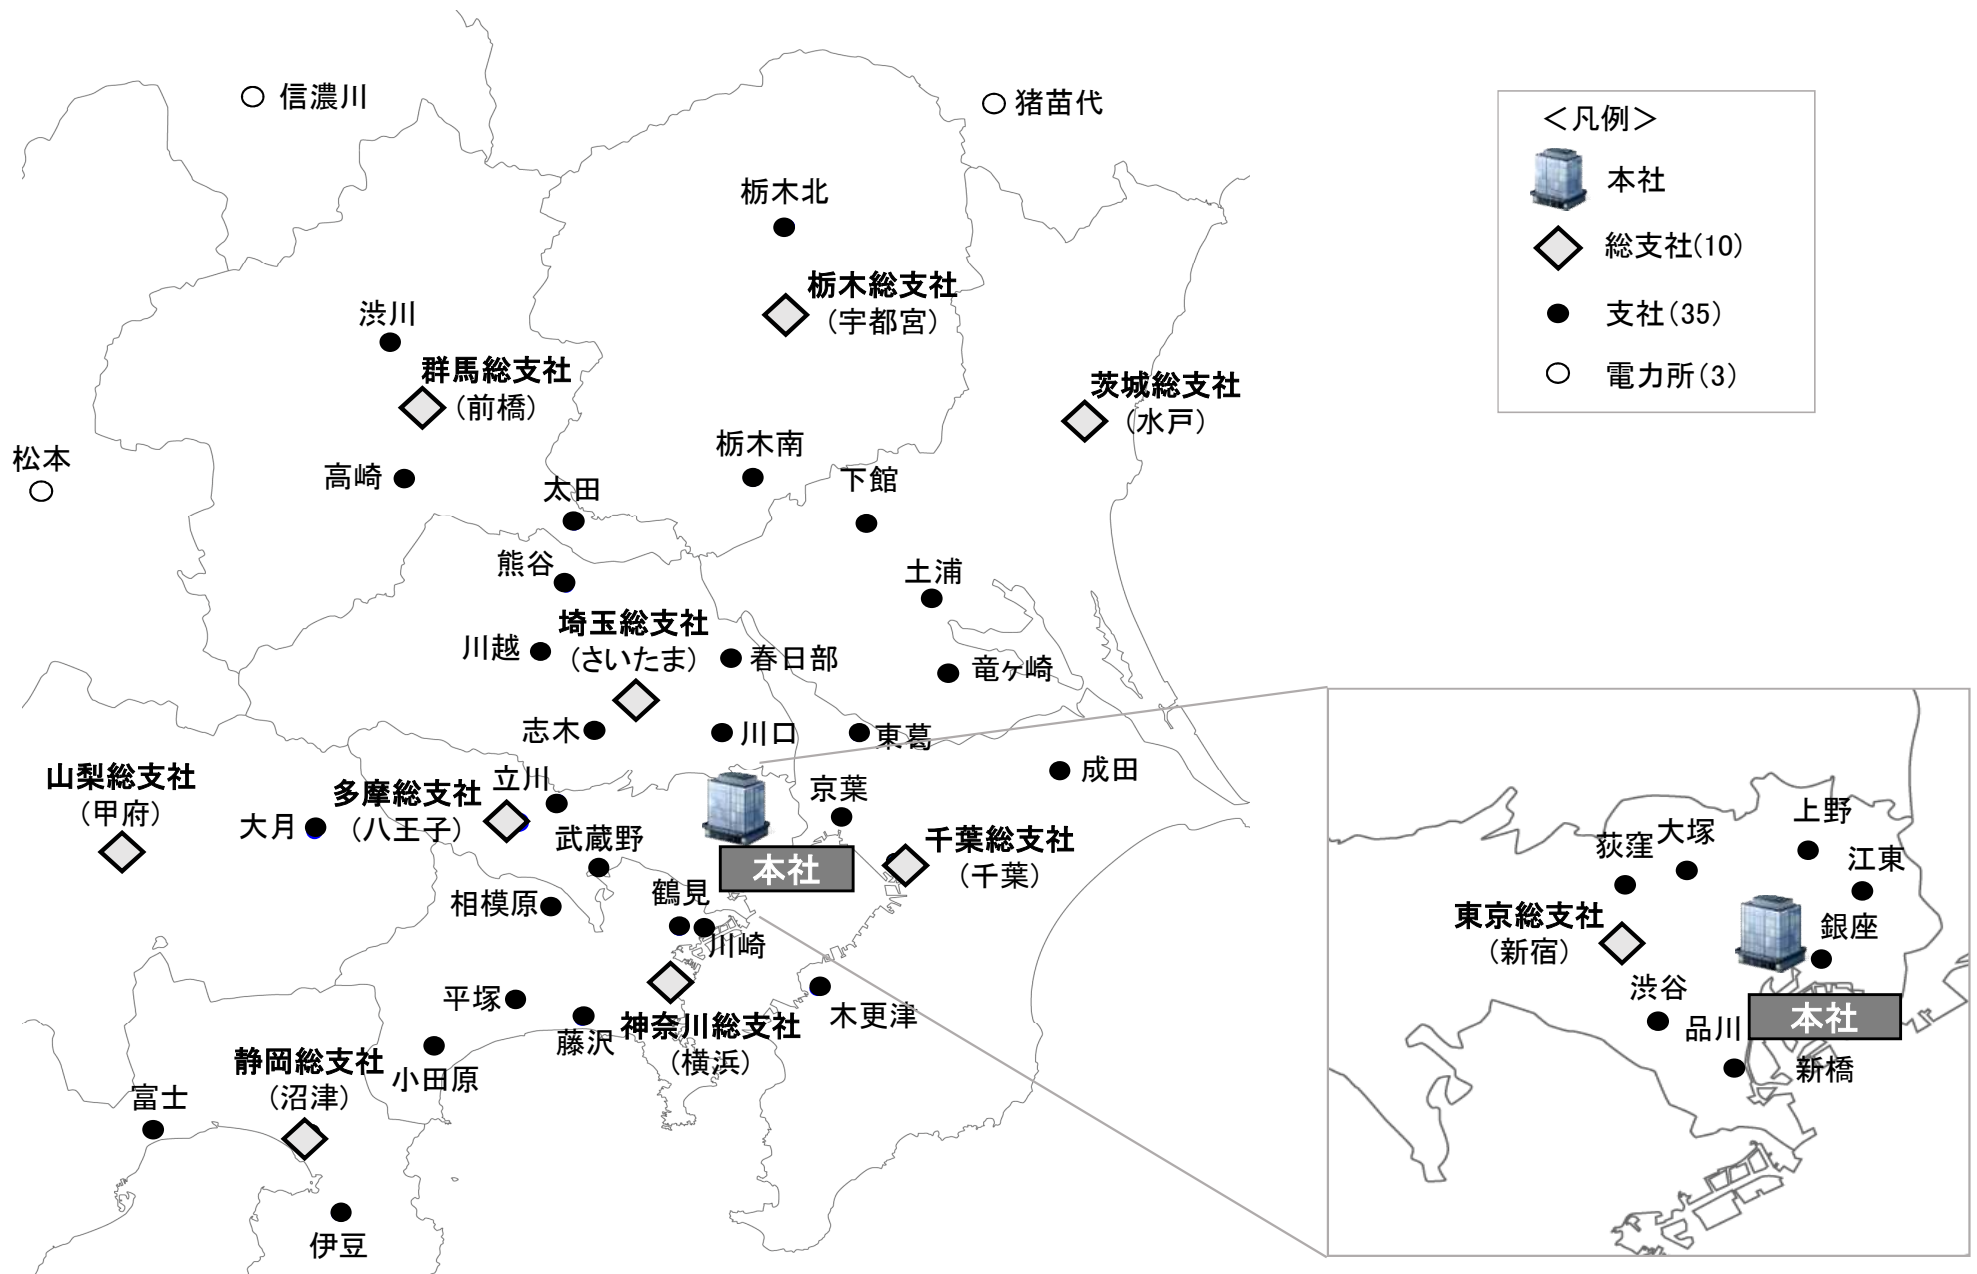 信濃川
猪苗代
＜凡例＞
本社
総支社(10)
支社(35)
電力所(3)
栃木北
栃木総支社
(宇都宮)
渋川
群馬総支社
(前橋)
茨城総支社
(水戸)
松本
高崎
栃木南
下館
太田
熊谷
土浦
埼玉総支社
(さいたま)
川越
春日部
竜ヶ崎
志木
川口
東葛
成田
山梨総支社
(甲府)
大月
多摩総支社
(八王子)
立川
武蔵野
京葉
本社
千葉総支社
(千葉)
相模原
鶴見
川崎
平塚
藤沢
神奈川総支社
(横浜)
木更津
小田原
静岡総支社
(沼津)
富士
伊豆
上野
大塚
荻窪
江東
東京総支社
(新宿)
銀座
渋谷
品川
本社
新橋